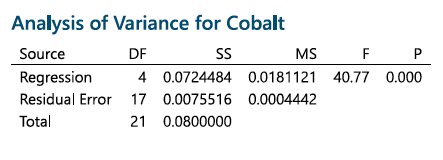 Analysis of Variance for Cobalt
Source DF SS MS F P
Regression 4 0.0724484 0.0181121 40.77 0.000
Residual Error 17 0.0075516 0.0004442
Total 21 0.0800000